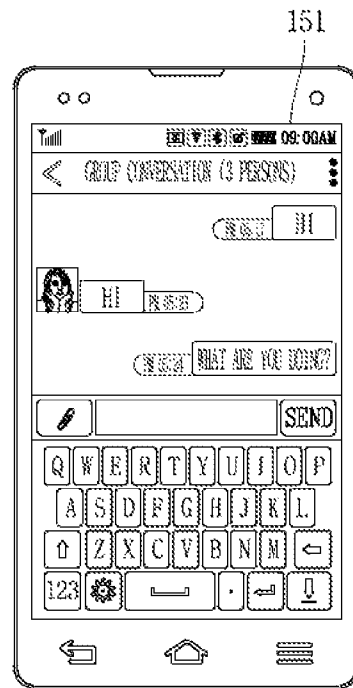 151
09:00AM
GROUP CONVERSATION (3 PERSONS)
HI
HI
WHAT ARE YOU DOING?
SEND
Q W E R T Y U I O P
A S D F G H J K L
Z X C V B N M
123 .